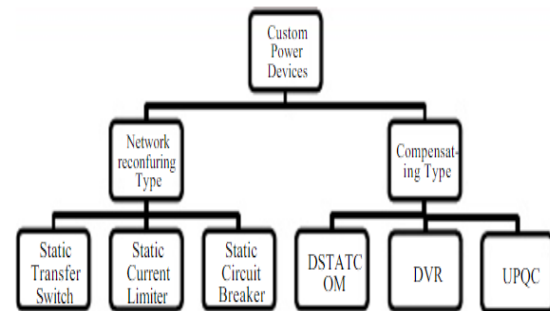 Custom
Power
Devices
Network
reconfuring
Type
Compensat-
ing Type
Static
Transfer
Switch
Static
Current
Limiter
Static
Circuit
Breaker
DSTATC
OM
DVR
UPQC